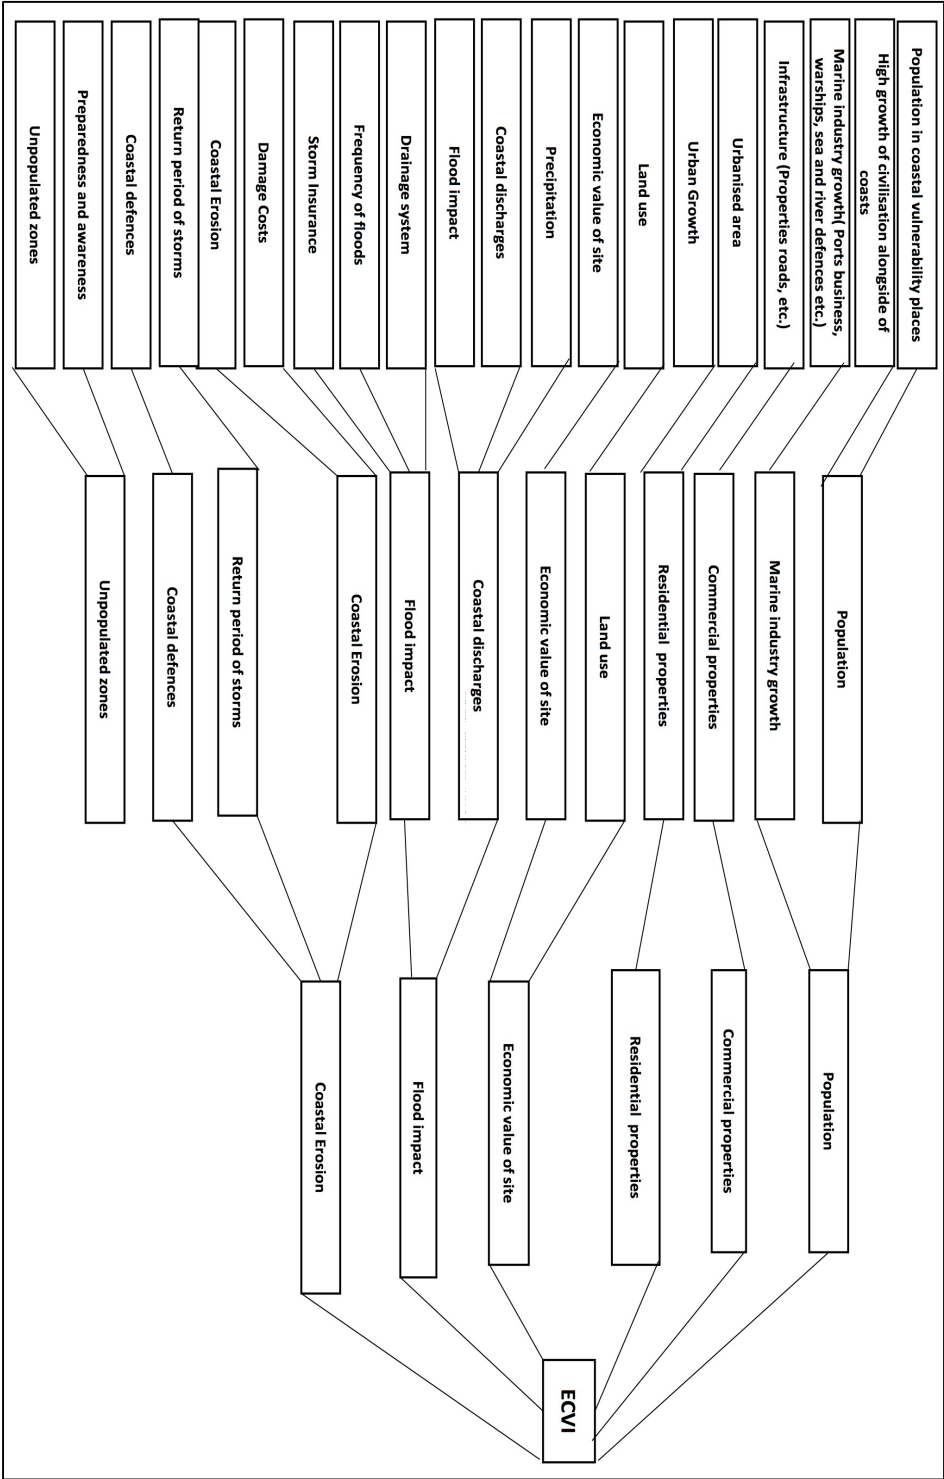 Population in coastal vulnerability places
High growth of civilisation alongside of
coasts
Marine industry growth( Ports business,
warships, sea and river defences etc.)
Infrastructure (Properties roads, etc.)
Urbanised area
Urban Growth
Land use
Economic value of site
Precipitation
Coastal discharges
Flood impact
Drainage system
Frequency of floods
Storm Insurance
Damage Costs
Coastal Erosion
Return period of storms
Coastal defences
Preparedness and awareness
Unpopulated zones
Population
Marine industry growth
Commercial properties
Residential properties
Land use
Economic value of site
Coastal discharges
Flood impact
Coastal Erosion
Return period of storms
Coastal defences
Unpopulated zones
Population
Commercial properties
Residential properties
Economic value of site
Flood impact
Coastal Erosion
ECVI